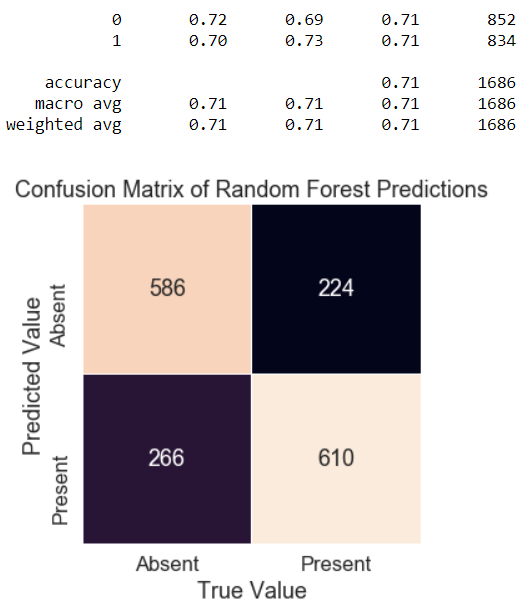 0 0.72 0.69 0.71 852
1 0.70 0.73 0.71 834
accuracy 0.71 1686
macro avg 0.71 0.71 0.71 1686
weighted avg 0.71 0.71 0.71 1686
Confusion Matrix of Random Forest Predictions
Predicted Value
Absent
586 224
Present
266 610
Absent Present
True Value